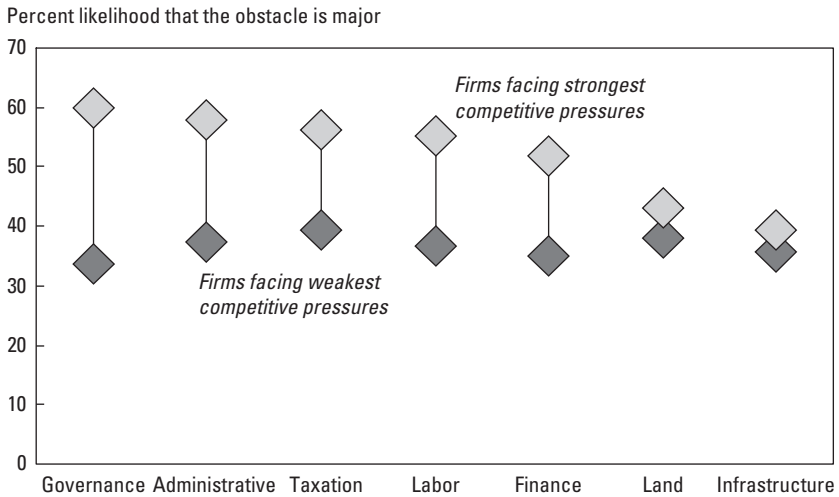 Percent likelihood that the obstacle is major
70
60
50
40
30
20
10
0
Firms facing strongest
competitive pressures
Firms facing weakest
competitive pressures
Governance Administrative Taxation Labor Finance Land Infrastructure